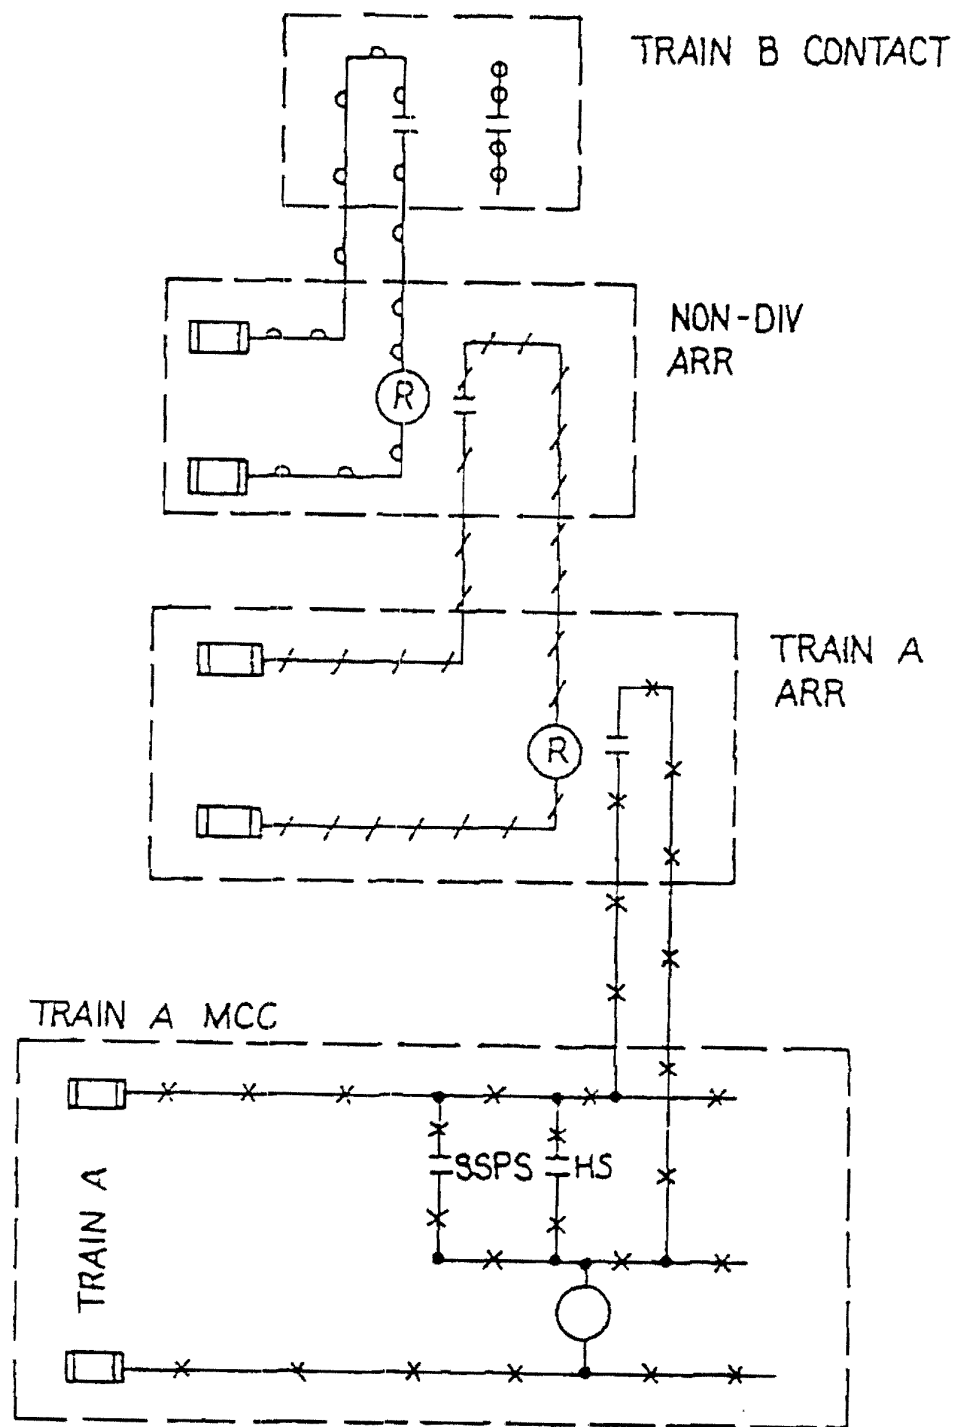 TRAIN B CONTACT
NON-DIV
ARR
R
TRAIN A
ARR
R
TRAIN A MCC
SSPS
HS
TRAIN A